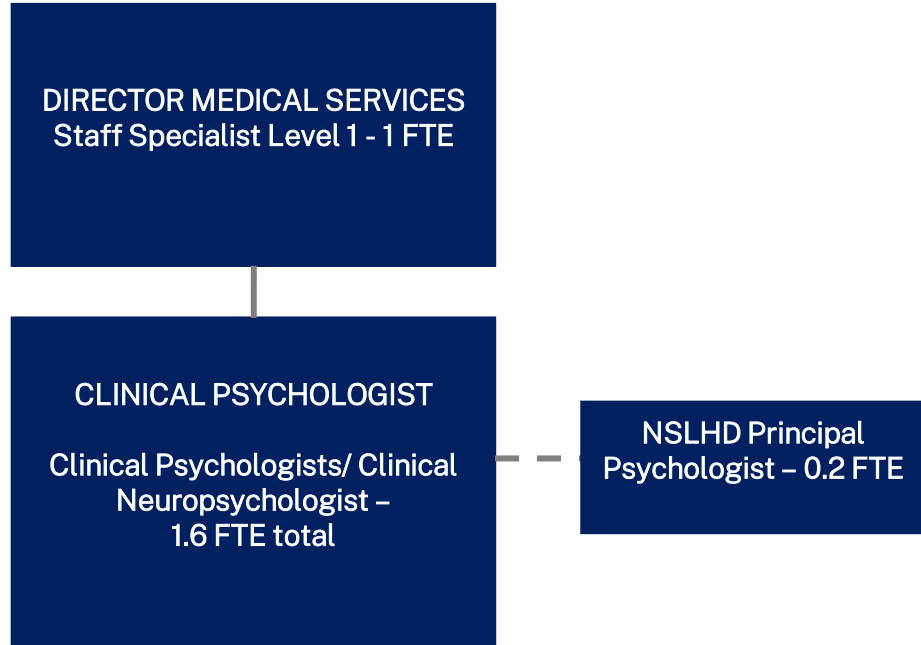 DIRECTOR MEDICAL SERVICES
Staff Specialist Level 1 - 1 FTE
CLINICAL PSYCHOLOGIST
Clinical Psychologists/ Clinical
Neuropsychologist –
1.6 FTE total
NSLHD Principal
Psychologist – 0.2 FTE